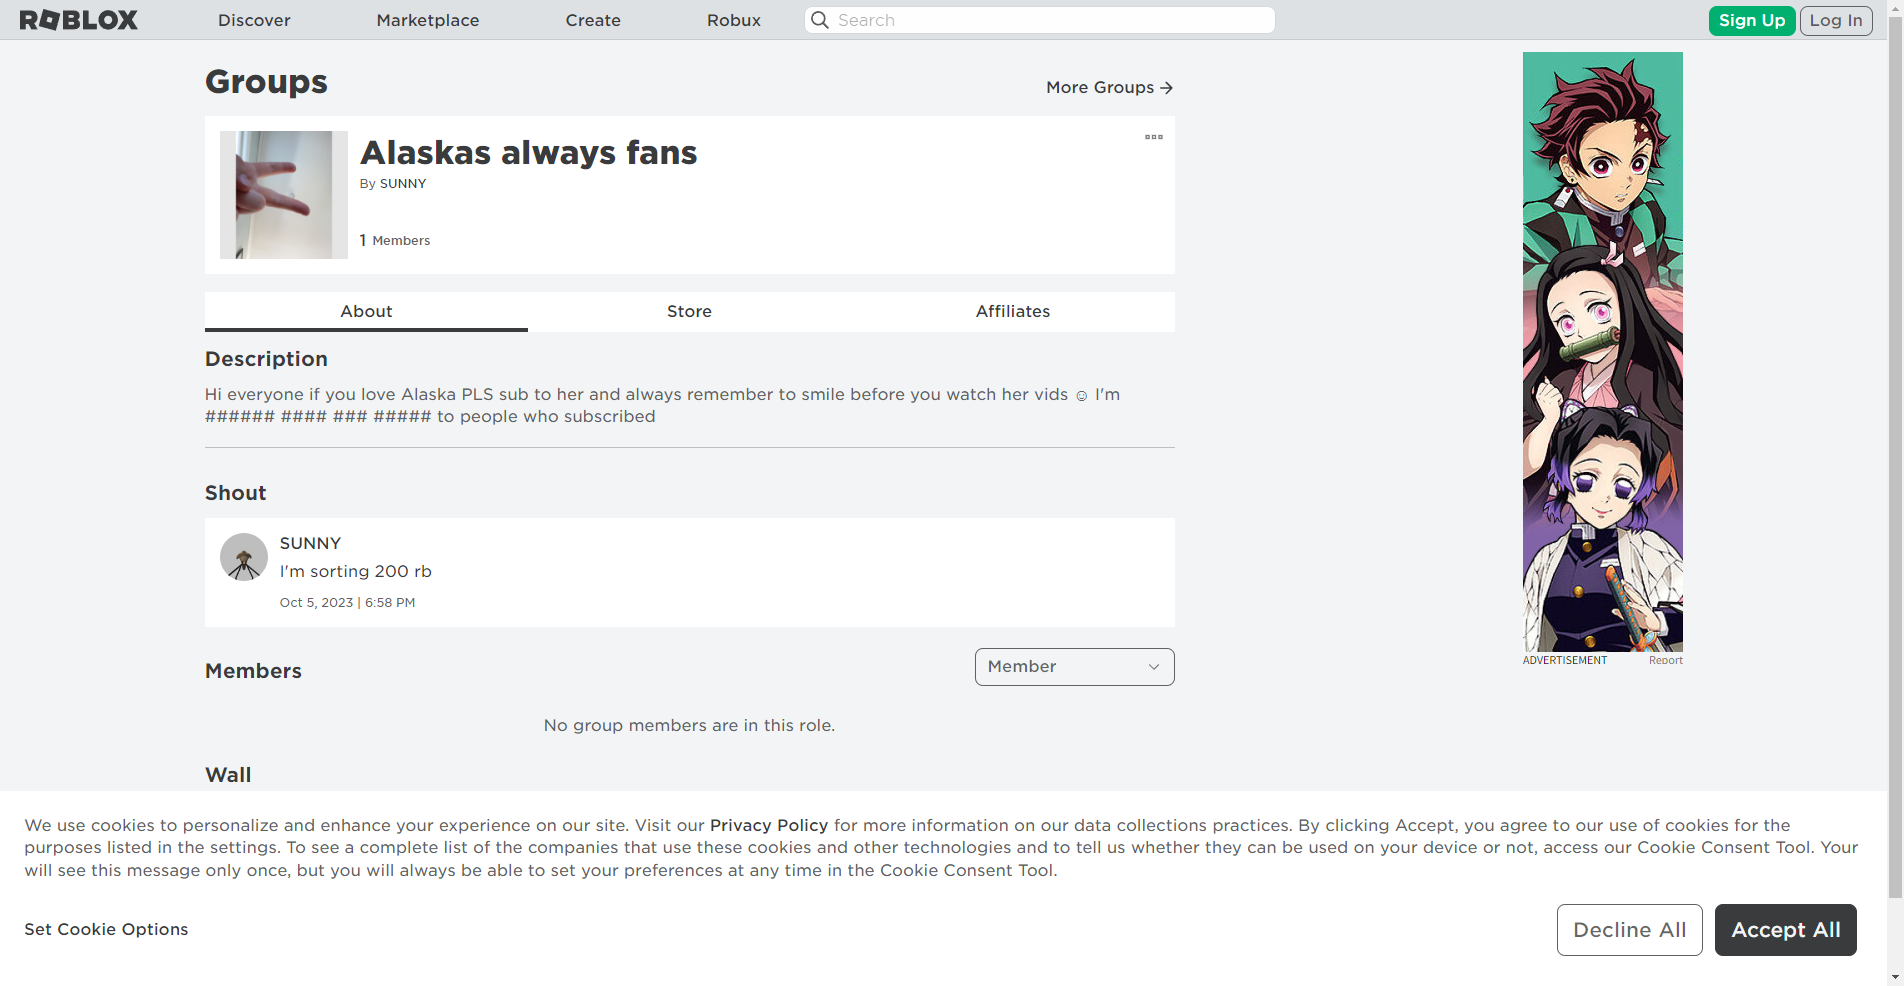 ROBLOX
Discover
Marketplace
Create
Robux
Search
Sign Up
Log In
Groups
More Groups →
Alaskas always fans
By SUNNY
1 Members
About
Store
Affiliates
Description
Hi everyone if you love Alaska PLS sub to her and always remember to smile before you watch her vids ☺ I'm
###### #### ### ##### to people who subscribed
Shout
SUNNY
I'm sorting 200 rb
Oct 5, 2023 | 6:58 PM
Members
Member
No group members are in this role.
Wall
ADVERTISEMENT
Report
We use cookies to personalize and enhance your experience on our site. Visit our Privacy Policy for more information on our data collections practices. By clicking Accept, you agree to our use of cookies for the
purposes listed in the settings. To see a complete list of the companies that use these cookies and other technologies and to tell us whether they can be used on your device or not, access our Cookie Consent Tool. Your
will see this message only once, but you will always be able to set your preferences at any time in the Cookie Consent Tool.
Set Cookie Options
Decline All
Accept All